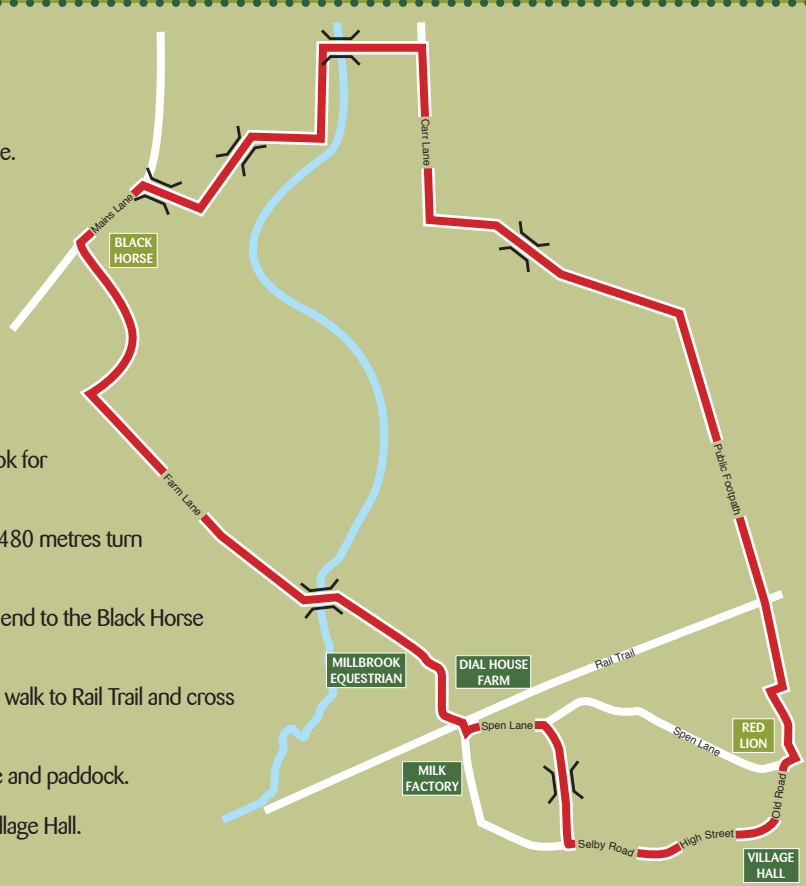 e.
Carr Lane
Mains Lane
BLACK
HORSE
ok for
Public Footpath
Farm Lane
480 metres turn
end to the Black Horse
MILLBROOK
EQUESTRIAN
DIAL HOUSE
FARM
Rail Trail
walk to Rail Trail and cross
Spen Lane
Spen Lane
RED
LION
MILK
FACTORY
e and paddock.
Old Road
llage Hall.
Selby Road
High Street
VILLAGE
HALL